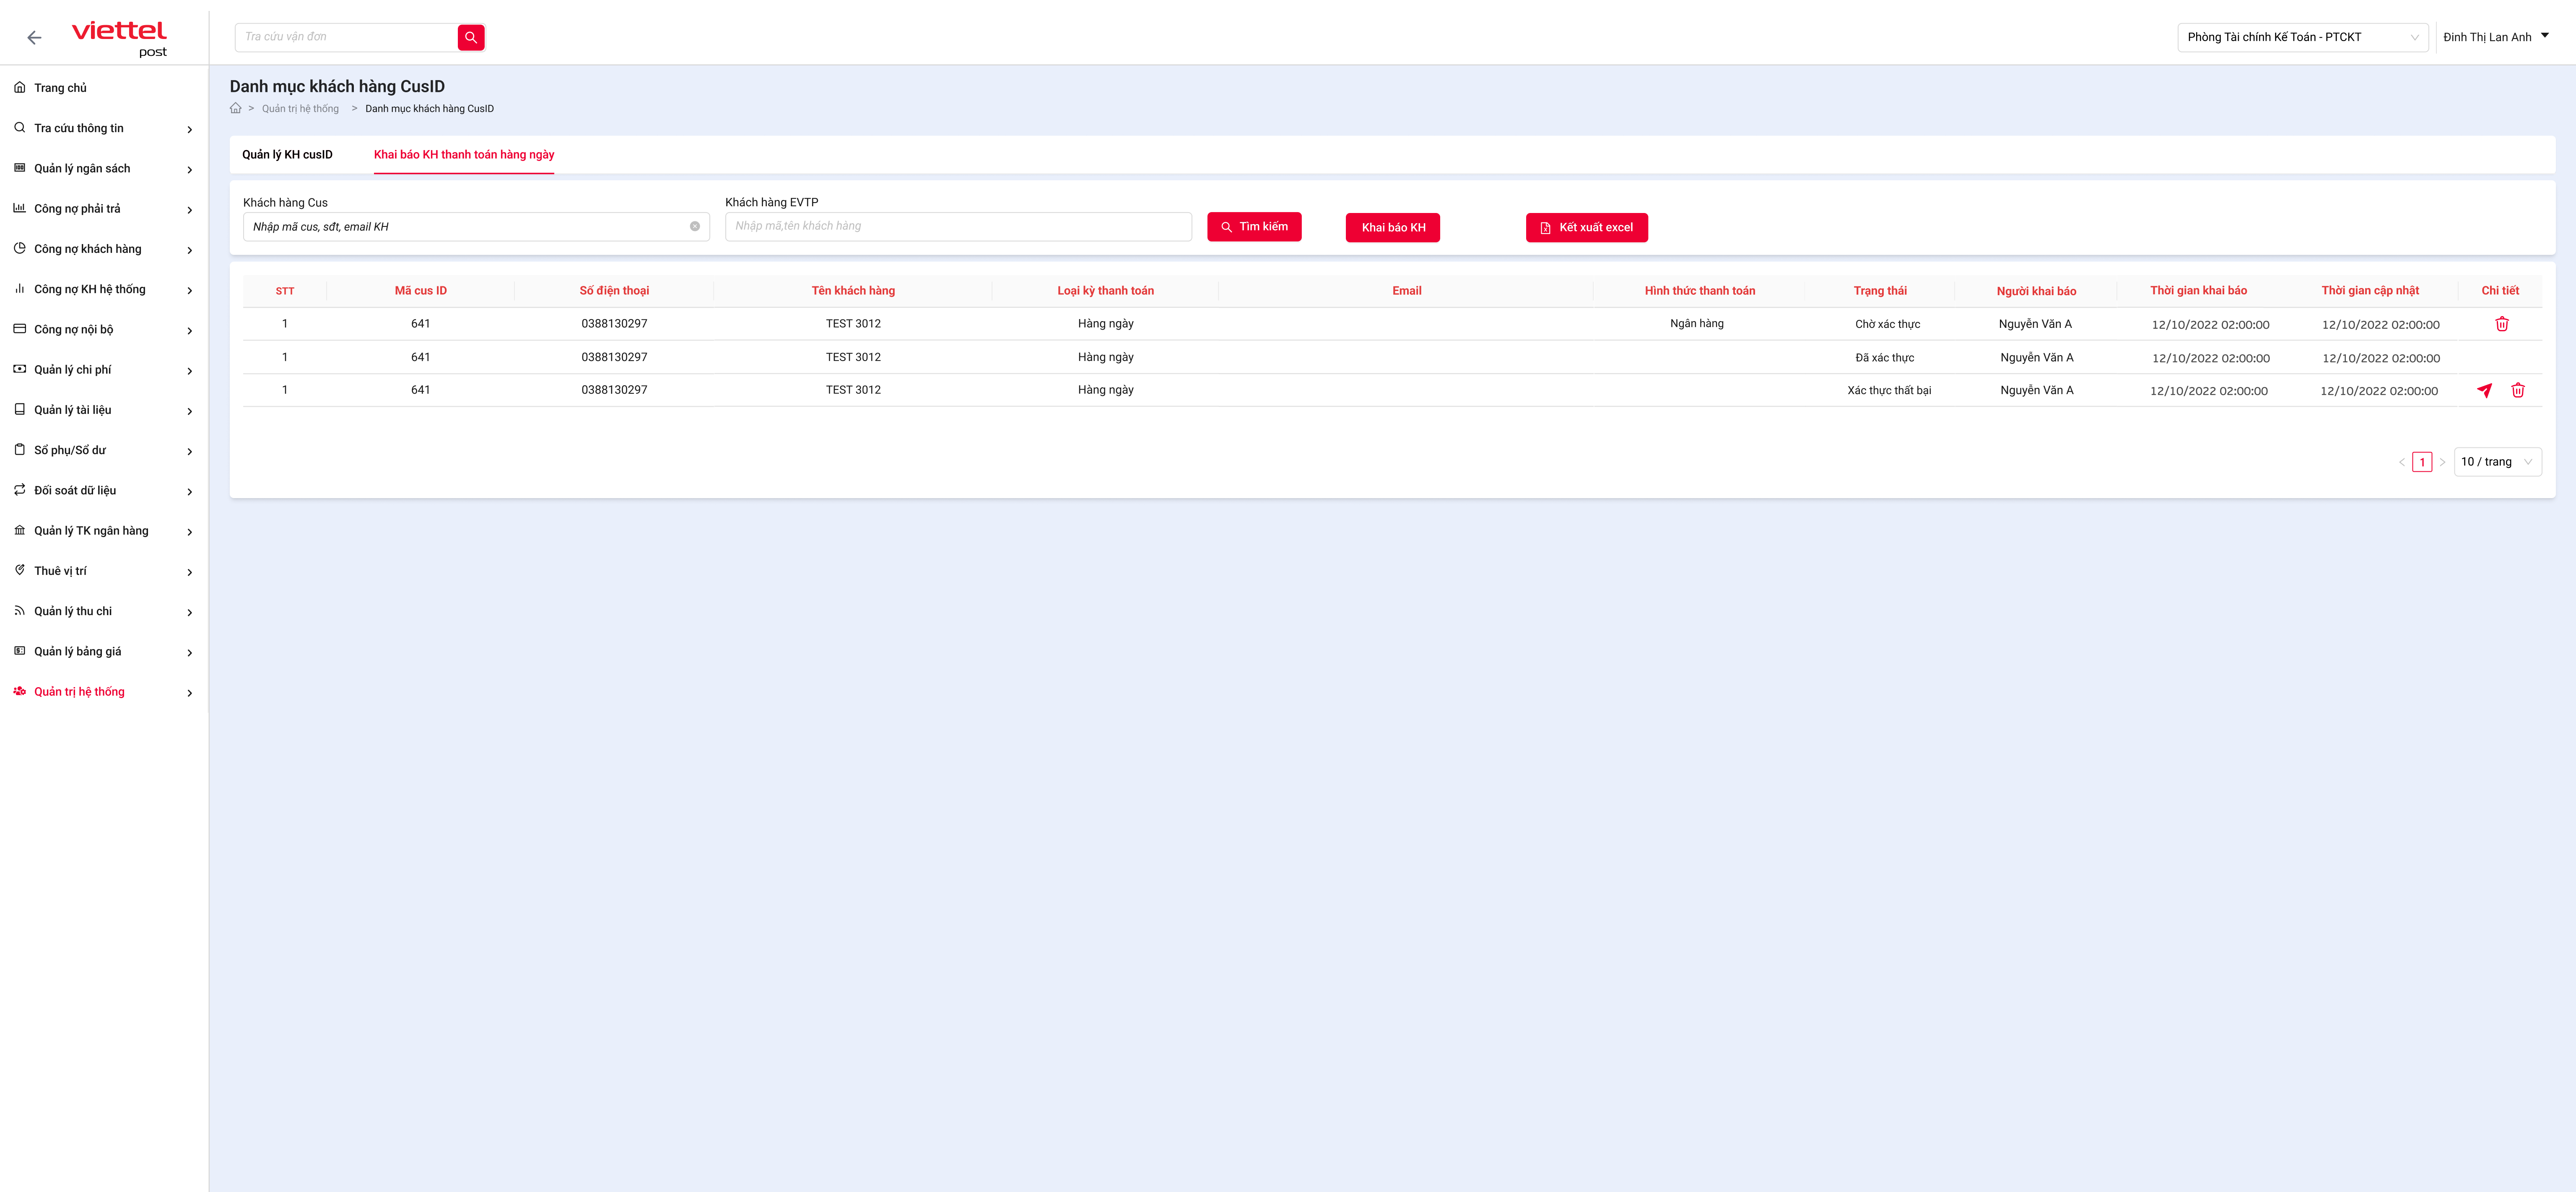 viettel
post
Tra cứu vận đơn
Phòng Tài chính Kế Toán - PTCKT
Đinh Thị Lan Anh
Trang chủ
Tra cứu thông tin
Quản lý ngân sách
Công nợ phải trả
Công nợ khách hàng
Công nợ KH hệ thống
Công nợ nội bộ
Quản lý chi phí
Quản lý tài liệu
Sổ phụ/Sổ dư
Đối soát dữ liệu
Quản lý TK ngân hàng
Thuê vị trí
Quản lý thu chi
Quản lý bảng giá
Quản trị hệ thống
Danh mục khách hàng CusID
> Quản trị hệ thống > Danh mục khách hàng CusID
Quản lý KH cusID Khai báo KH thanh toán hàng ngày
Khách hàng Cus Khách hàng EVTP
Nhập mã cus, sđt, email KH Nhập mã,tên khách hàng Tìm kiếm Khai báo KH Kết xuất excel
STT Mã cus ID Số điện thoại Tên khách hàng Loại kỳ thanh toán Email Hình thức thanh toán Trạng thái Người khai báo Thời gian khai báo Thời gian cập nhật Chi tiết
1 641 0388130297 TEST 3012 Hàng ngày Ngân hàng Chờ xác thực Nguyễn Văn A 12/10/2022 02:00:00 12/10/2022 02:00:00
1 641 0388130297 TEST 3012 Hàng ngày Đã xác thực Nguyễn Văn A 12/10/2022 02:00:00 12/10/2022 02:00:00
1 641 0388130297 TEST 3012 Hàng ngày Xác thực thất bại Nguyễn Văn A 12/10/2022 02:00:00 12/10/2022 02:00:00
< 1 > 10 / trang